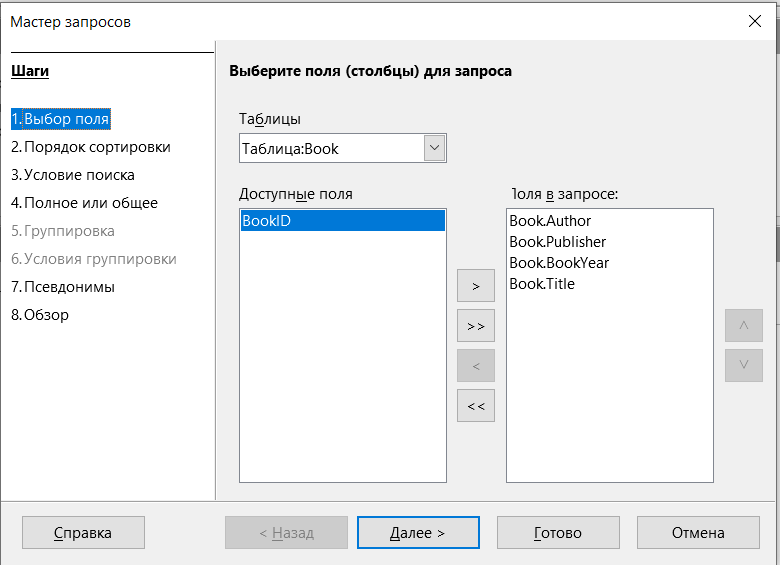 Мастер запросов
Шаги
1. Выбор поля
2. Порядок сортировки
3. Условие поиска
4. Полное или общее
5. Группировка
6. Условия группировки
7. Псевдонимы
8. Обзор
Выберите поля (столбцы) для запроса
Таблицы
Таблица:Book
Доступные поля
BookID
Поля в запросе:
Book.Author
Book.Publisher
Book.BookYear
Book.Title
>
>>
<
<<
Справка
< Назад
Далее >
Готово
Отмена